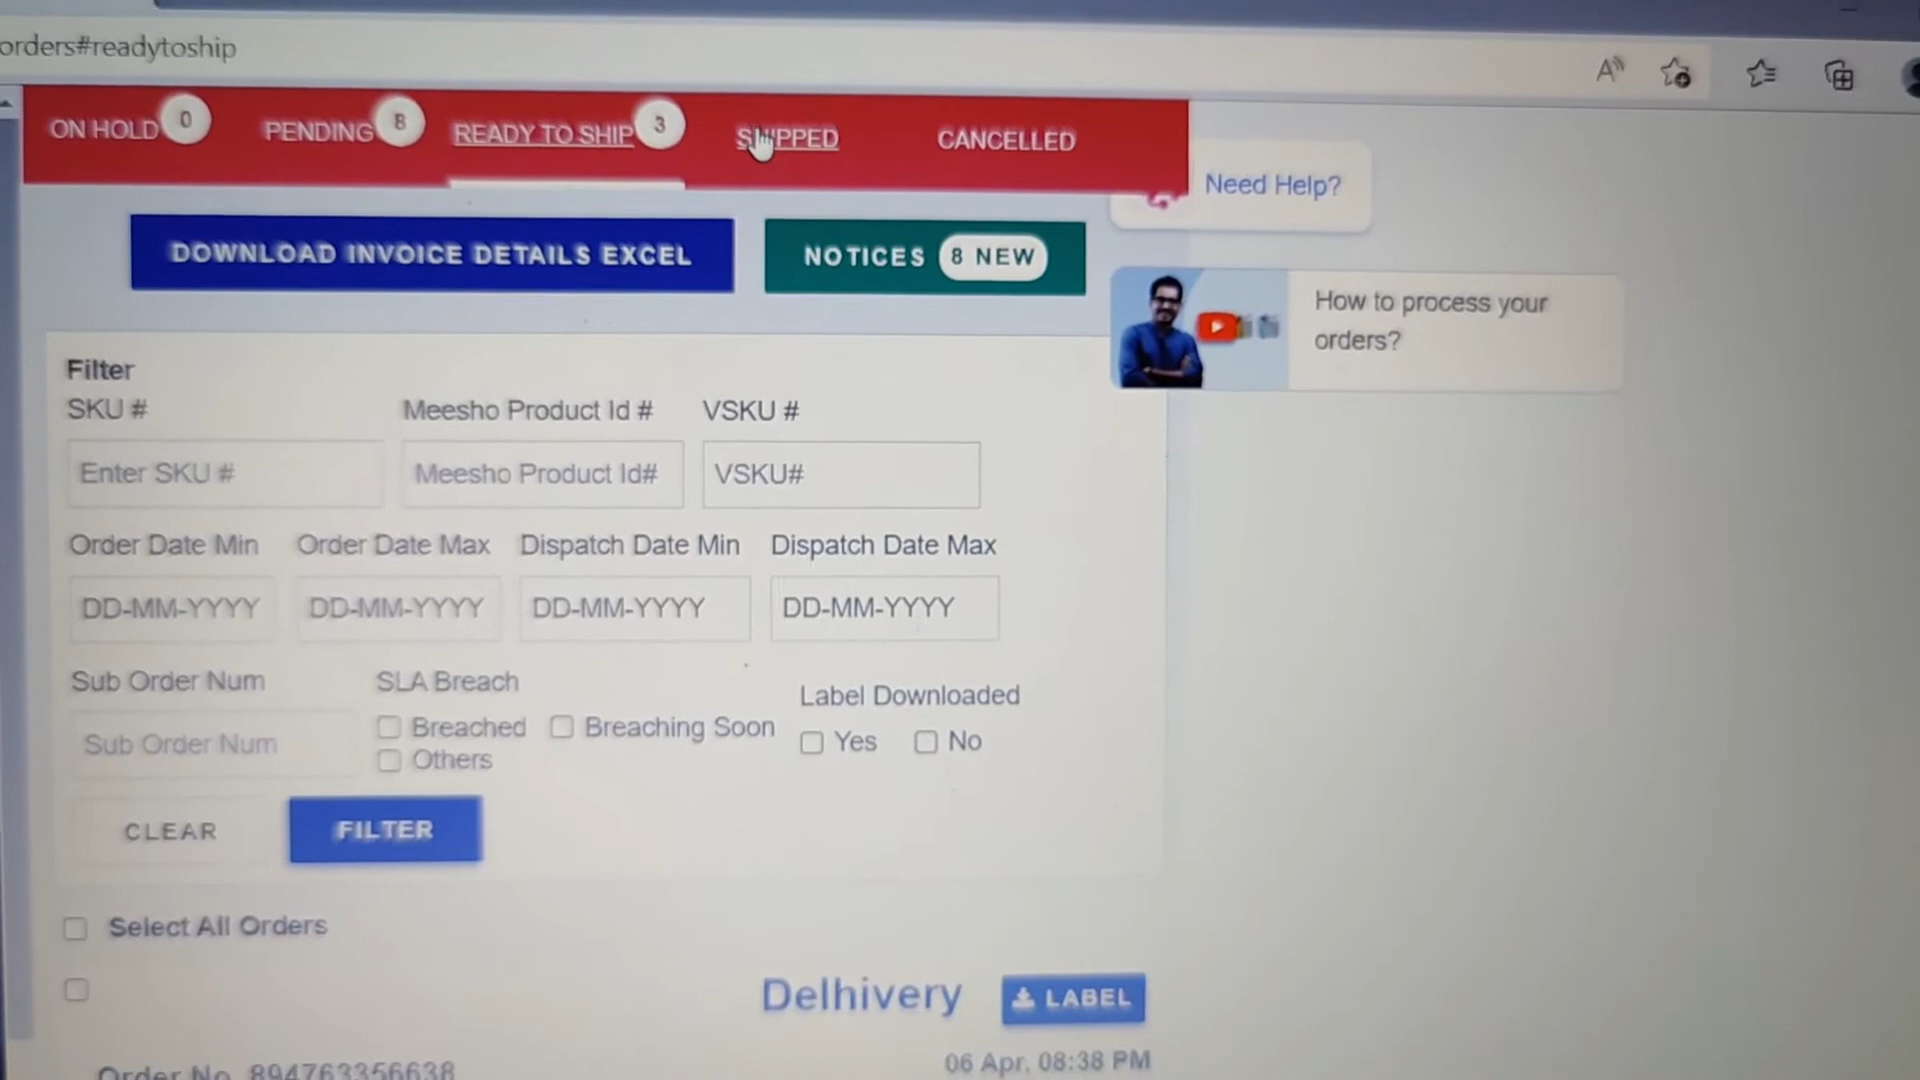 orders#readytoship
ON HOLD 0 PENDING 8 READY TO SHIP 3 SHIPPED CANCELLED
Need Help?
DOWNLOAD INVOICE DETAILS EXCEL NOTICES 8 NEW
How to process your
orders?
Filter
SKU # Meesho Product Id # VSKU #
Enter SKU # Meesho Product Id# VSKU#
Order Date Min Order Date Max Dispatch Date Min Dispatch Date Max
DD-MM-YYYY DD-MM-YYYY DD-MM-YYYY DD-MM-YYYY
Sub Order Num SLA Breach Label Downloaded
Sub Order Num Breached Breaching Soon Yes No
Others
CLEAR FILTER
Select All Orders
Delhivery LABEL
06 Apr, 08:38 PM
Order No 894763356638